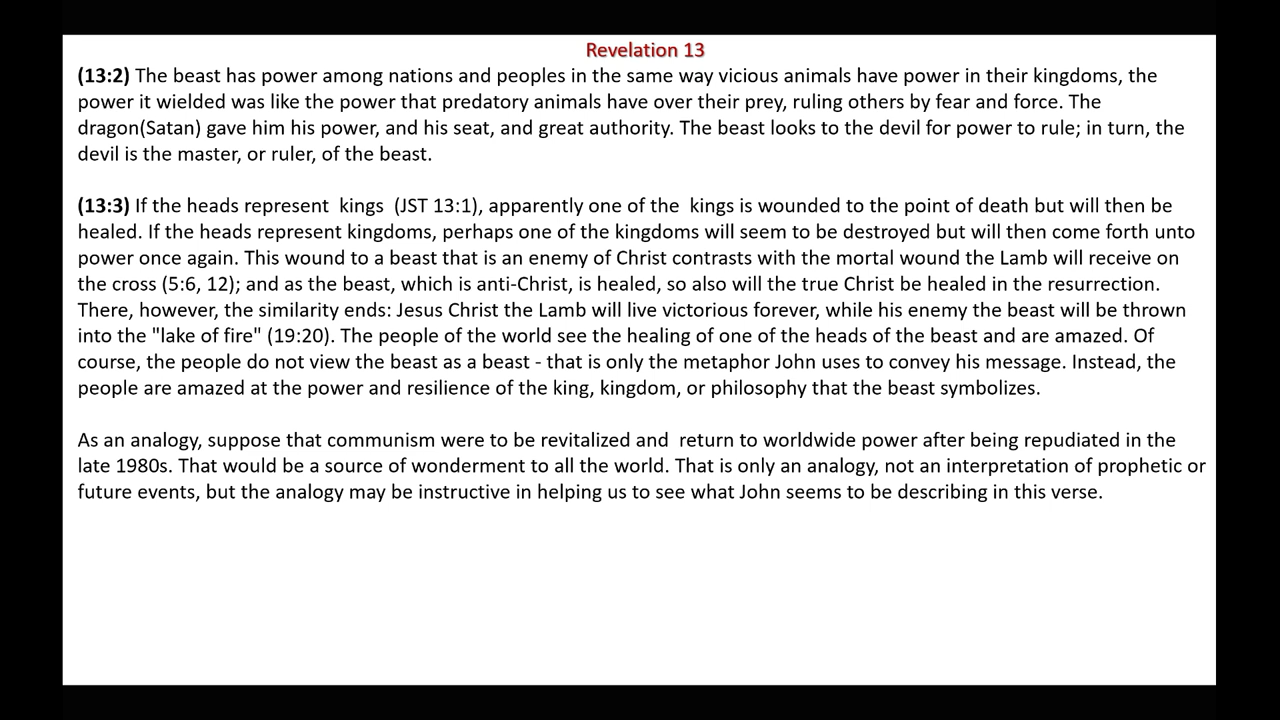 Revelation 13
(13:2) The beast has power among nations and peoples in the same way vicious animals have power in their kingdoms, the
power it wielded was like the power that predatory animals have over their prey, ruling others by fear and force. The
dragon(Satan) gave him his power, and his seat, and great authority. The beast looks to the devil for power to rule; in turn, the
devil is the master, or ruler, of the beast.
(13:3) If the heads represent  kings  (JST 13:1), apparently one of the  kings is wounded to the point of death but will then be
healed. If the heads represent kingdoms, perhaps one of the kingdoms will seem to be destroyed but will then come forth unto
power once again. This wound to a beast that is an enemy of Christ contrasts with the mortal wound the Lamb will receive on
the cross (5:6, 12); and as the beast, which is anti-Christ, is healed, so also will the true Christ be healed in the resurrection.
There, however, the similarity ends: Jesus Christ the Lamb will live victorious forever, while his enemy the beast will be thrown
into the "lake of fire" (19:20). The people of the world see the healing of one of the heads of the beast and are amazed. Of
course, the people do not view the beast as a beast - that is only the metaphor John uses to convey his message. Instead, the
people are amazed at the power and resilience of the king, kingdom, or philosophy that the beast symbolizes.
As an analogy, suppose that communism were to be revitalized and  return to worldwide power after being repudiated in the
late 1980s. That would be a source of wonderment to all the world. That is only an analogy, not an interpretation of prophetic or
future events, but the analogy may be instructive in helping us to see what John seems to be describing in this verse.